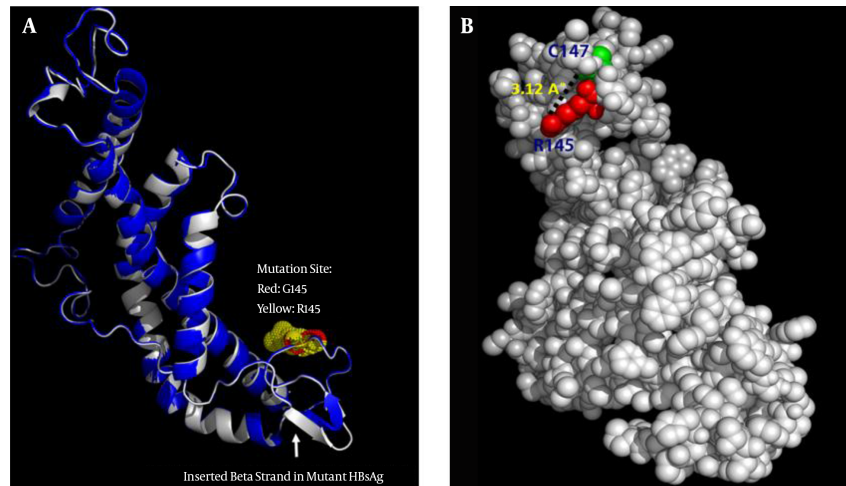 A
Mutation Site:
Red: G145
Yellow: R145
Inserted Beta Strand in Mutant HBsAg
B
C147
3.12 A°
R145